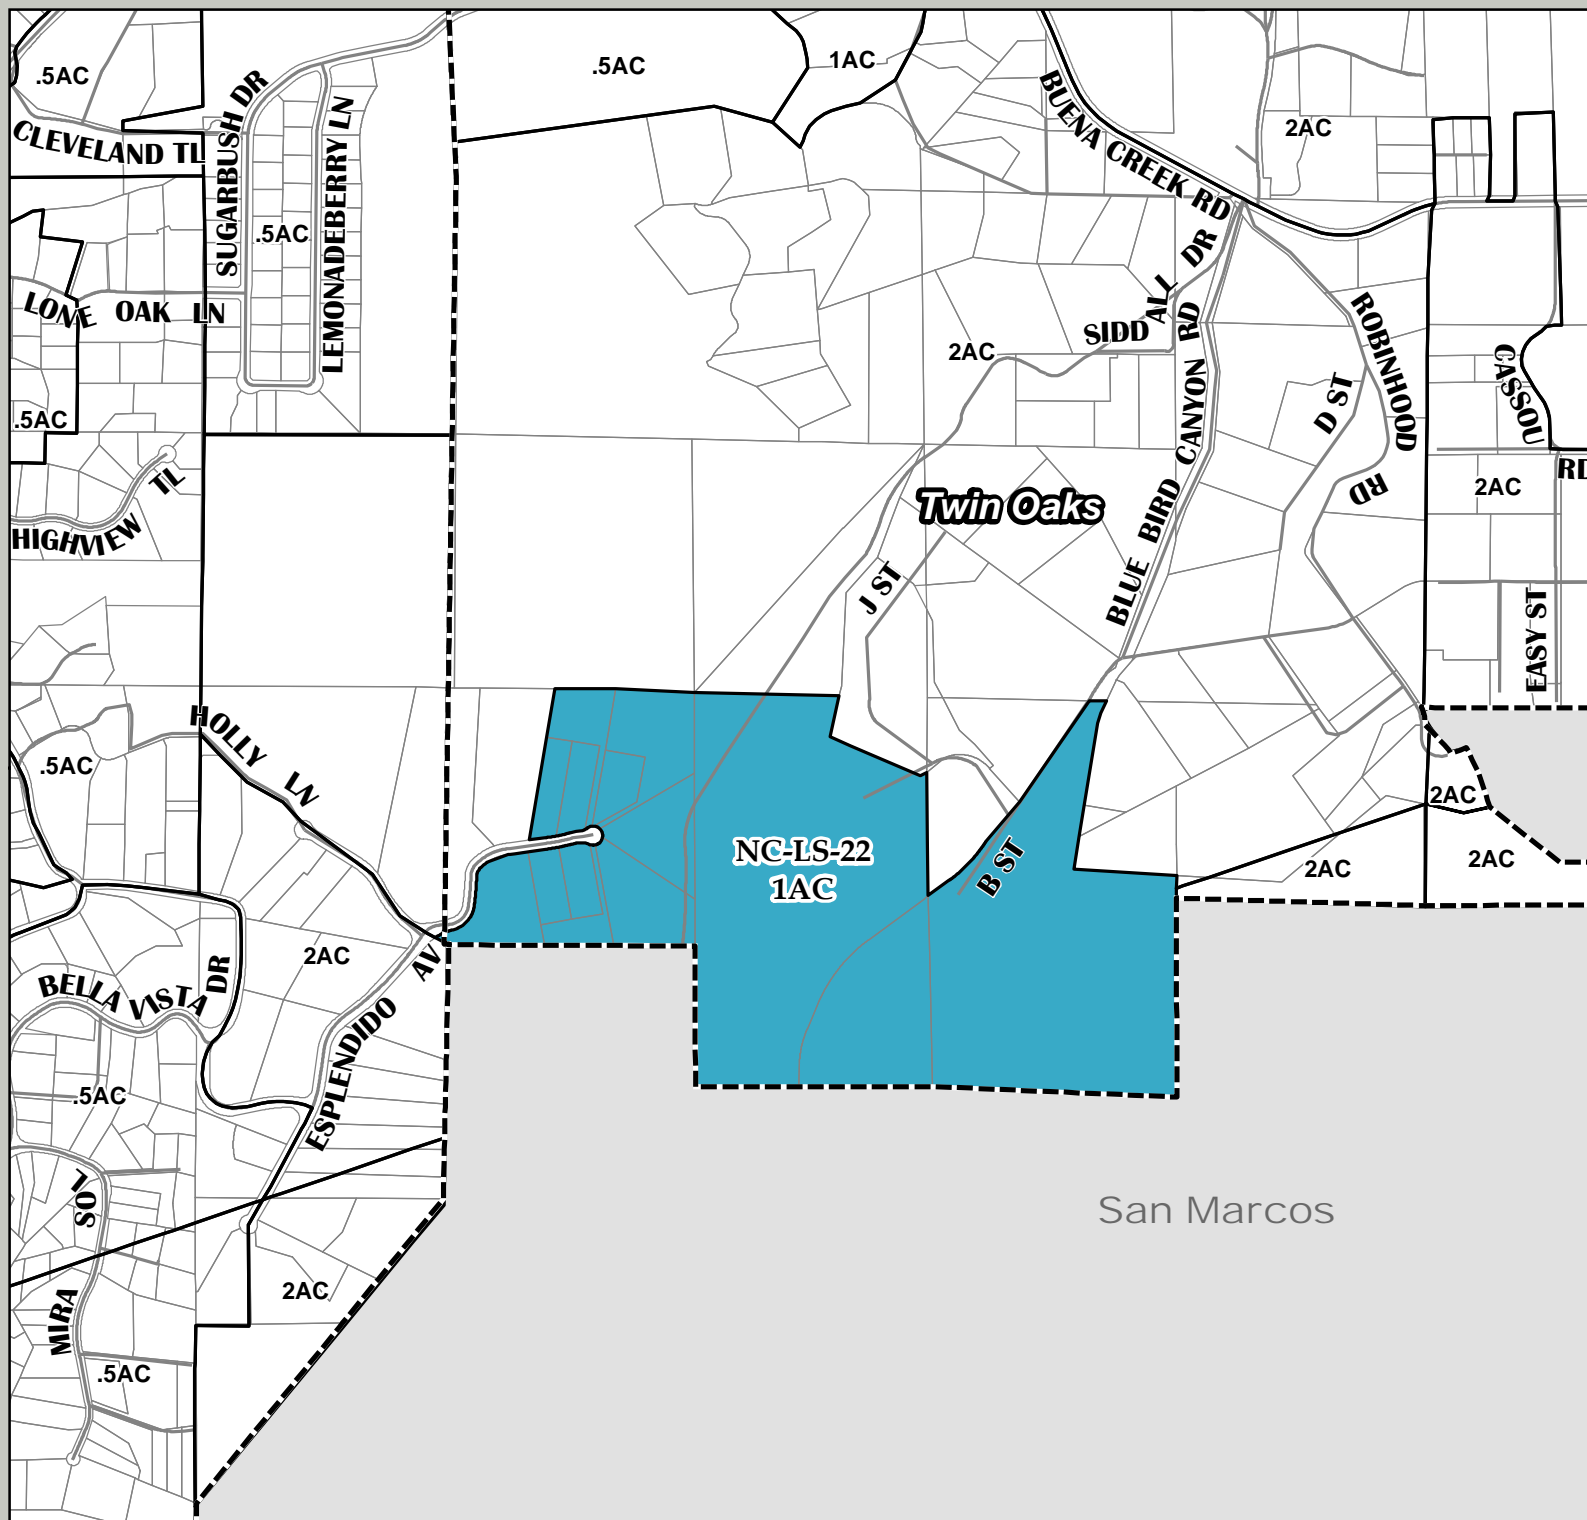 .5AC
.5AC
1AC
BUENA CREEK RD
2AC
CLEVELAND TL
SUGARBUSH DR
LEMONADEBERRY LN
.5AC
LONE OAK LN
SIDD ALL DR
2AC
BLUE BIRD CANYON RD
ROBINHOOD RD
D ST
CASSOU RD
.5AC
HIGHVIEW TL
Twin Oaks
2AC
J ST
EASY ST
HOLLY LN
.5AC
2AC
NC-LS-22
1AC
B ST
2AC
2AC
2AC
ESPLENDIDO AV
BELLA VISTA DR
.5AC
San Marcos
MIRA SOL
2AC
.5AC